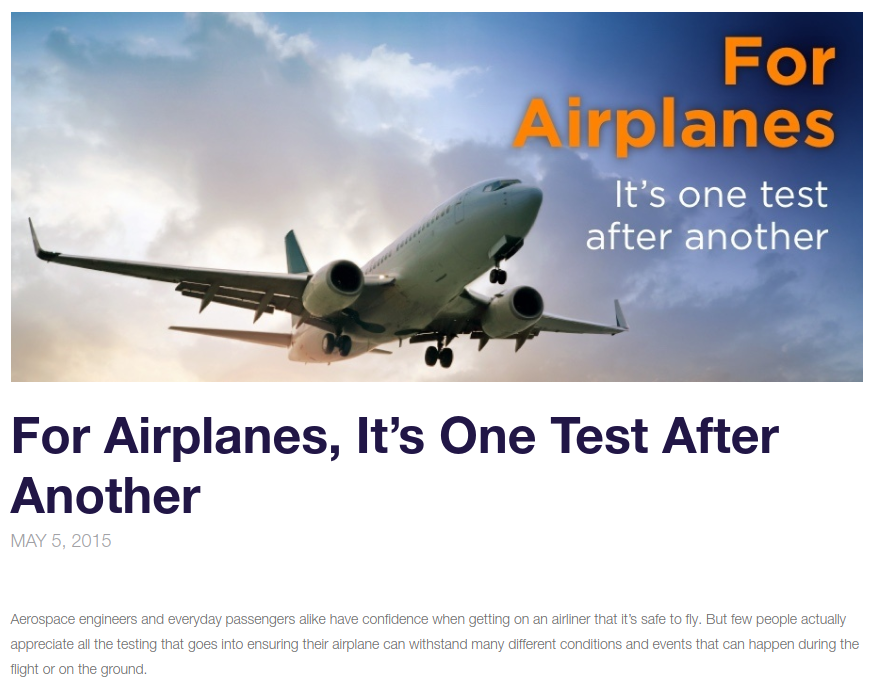 For
Airplanes
It's one test
after another
For Airplanes, It's One Test After
Another
MAY 5, 2015
Aerospace engineers and everyday passengers alike have confidence when getting on an airliner that it's safe to fly. But few people actually
appreciate all the testing that goes into ensuring their airplane can withstand many different conditions and events that can happen during the
flight or on the ground.